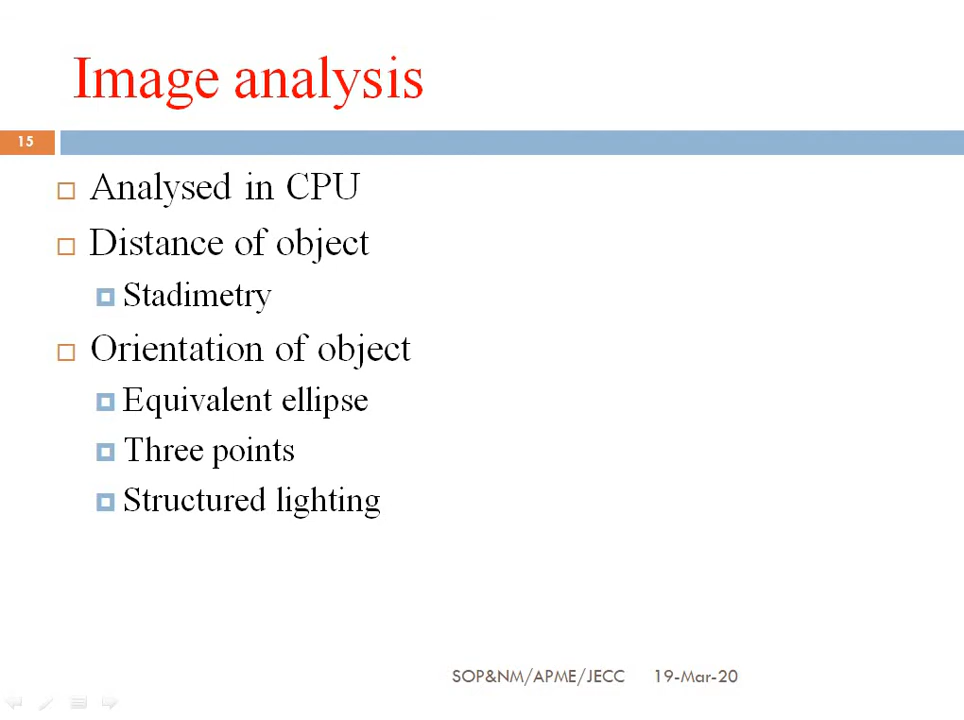 Image analysis
15
Analysed in CPU
Distance of object
Stadimetry
Orientation of object
Equivalent ellipse
Three points
Structured lighting
SOP&NM/APME/JECC 19-Mar-20